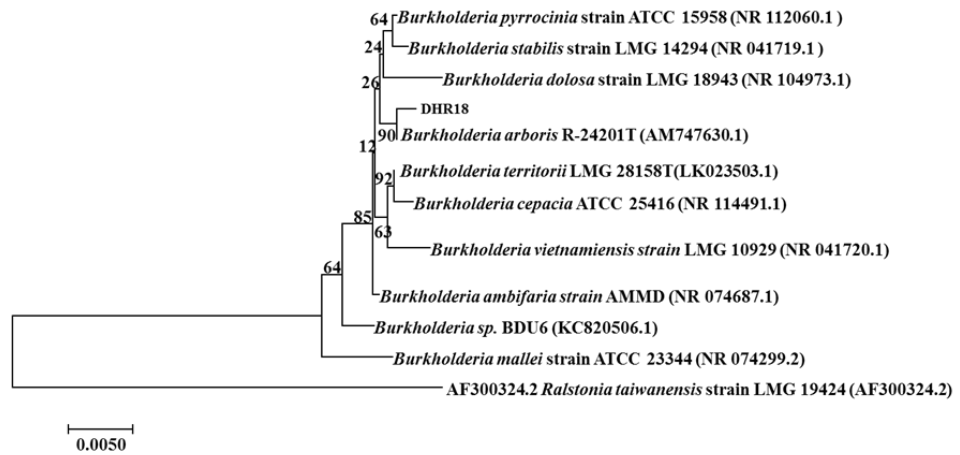 64 Burkholderia pyrrocinia strain ATCC 15958 (NR 112060.1 )
Burkholderia stabilis strain LMG 14294 (NR 041719.1 )
24
Burkholderia dolosa strain LMG 18943 (NR 104973.1)
26
DHR18
90 Burkholderia arboris R-24201T (AM747630.1)
12
Burkholderia territorii LMG 28158T(LK023503.1)
92
Burkholderia cepacia ATCC 25416 (NR 114491.1)
85
63
Burkholderia vietnamiensis strain LMG 10929 (NR 041720.1)
64
Burkholderia ambifaria strain AMMD (NR 074687.1)
Burkholderia sp. BDU6 (KC820506.1)
Burkholderia mallei strain ATCC 23344 (NR 074299.2)
AF300324.2 Ralstonia taiwanensis strain LMG 19424 (AF300324.2)
0.0050